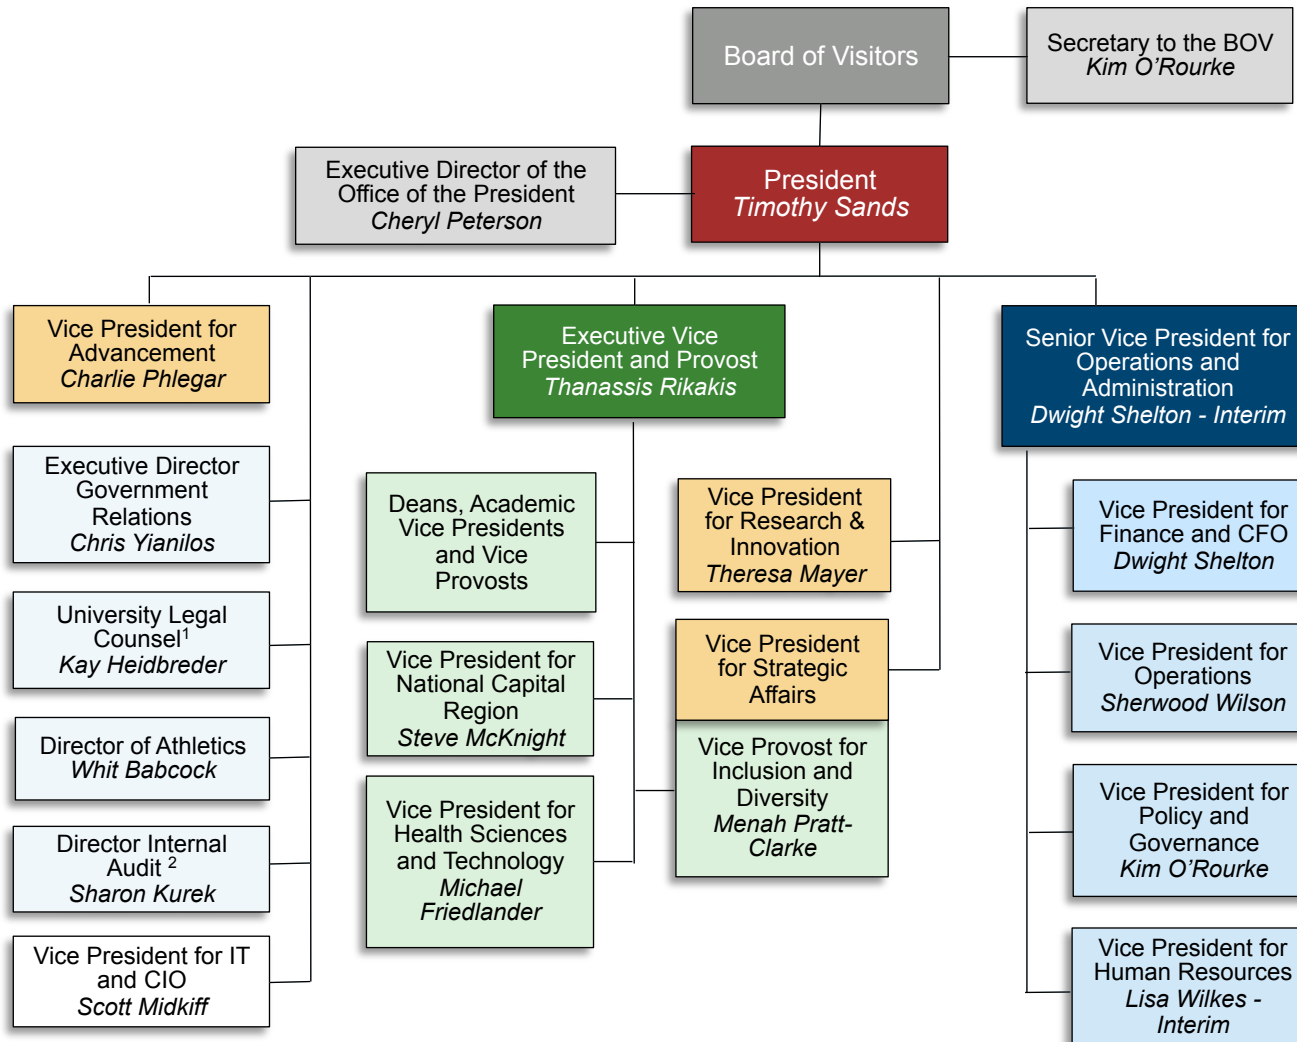 Board of Visitors
Secretary to the BOV
Kim O’Rourke
Executive Director of the
Office of the President
Cheryl Peterson
President
Timothy Sands
Vice President for
Advancement
Charlie Phlegar
Executive Vice
President and Provost
Thanassis Rikakis
Senior Vice President for
Operations and
Administration
Dwight Shelton - Interim
Executive Director
Government
Relations
Chris Yianilos
University Legal
Counsel¹
Kay Heidbreder
Director of Athletics
Whit Babcock
Director Internal
Audit ²
Sharon Kurek
Vice President for IT
and CIO
Scott Midkiff
Deans, Academic
Vice Presidents
and Vice
Provosts
Vice President for
National Capital
Region
Steve McKnight
Vice President for
Health Sciences
and Technology
Michael
Friedlander
Vice President
for Research &
Innovation
Theresa Mayer
Vice President
for Strategic
Affairs
Vice Provost for
Inclusion and
Diversity
Menah Pratt-
Clarke
Vice President for
Finance and CFO
Dwight Shelton
Vice President for
Operations
Sherwood Wilson
Vice President for
Policy and
Governance
Kim O’Rourke
Vice President for
Human Resources
Lisa Wilkes -
Interim